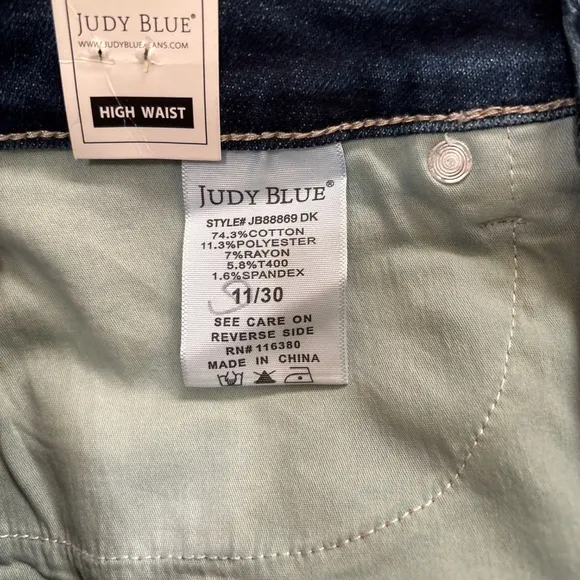 JUDY BLUE®
WWW.JUDYBLUEJEANS.COM
HIGH WAIST
JUDY BLUE®
STYLE# JB88869 DK
74.3%COTTON
11.3%POLYESTER
7%RAYON
5.8%T400
1.6%SPANDEX
11/30
SEE CARE ON
REVERSE SIDE
RN# 116380
MADE IN CHINA